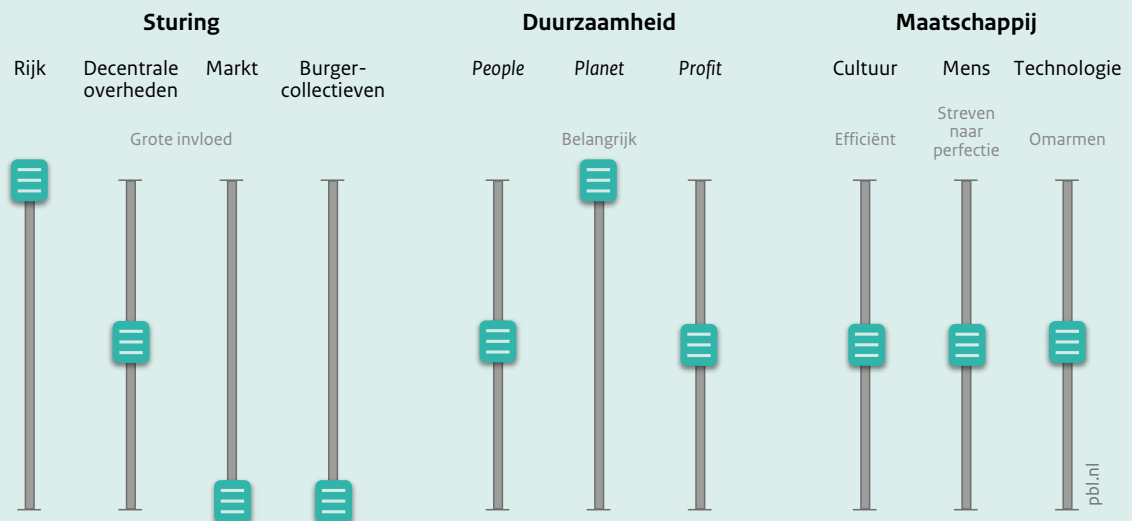 Sturing
Duurzaamheid
Maatschappij
Rijk
Decentrale
overheden
Markt
Burger-
collectieven
People
Planet
Profit
Cultuur
Mens
Technologie
Grote invloed
Belangrijk
Efficiënt
Streven
naar
perfectie
Omarmen
pbl.nl